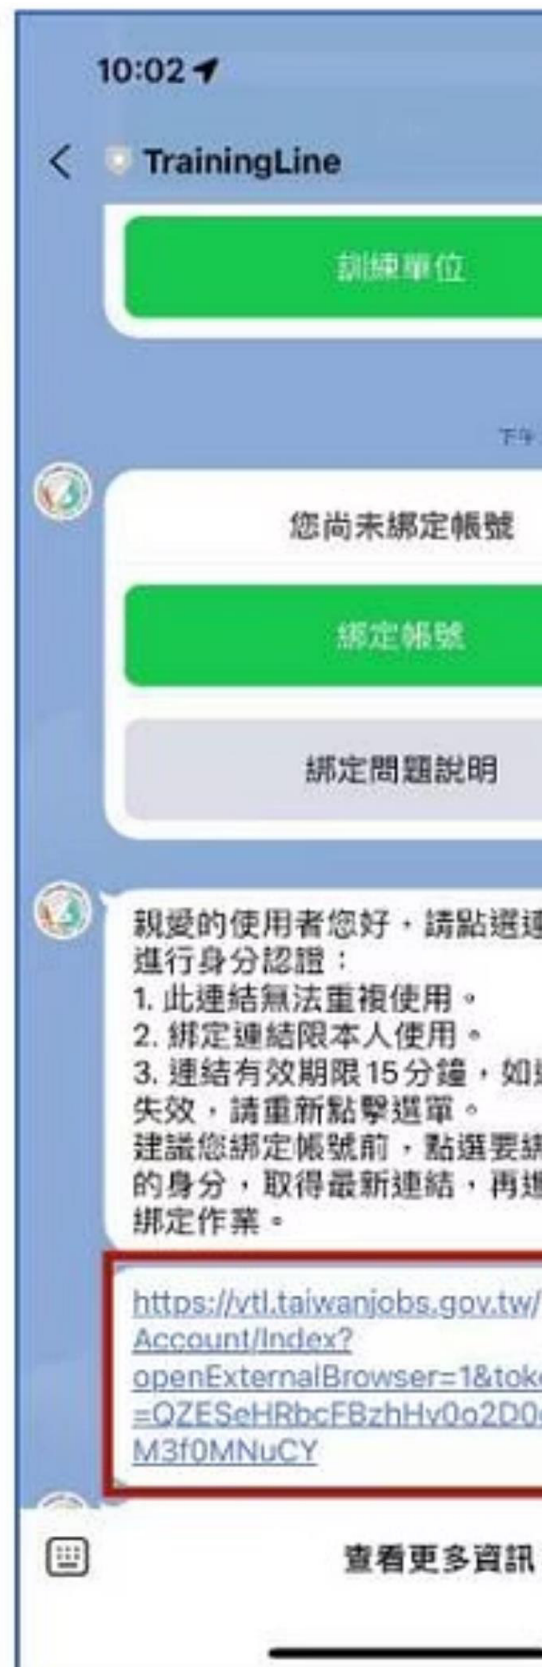 10:02
TrainingLine
訓練單位
下午
您尚未綁定帳號
綁定帳號
綁定問題說明
親愛的使用者您好，請點選
進行身分認證：
1. 此連結無法重複使用。
2. 綁定連結限本人使用。
3. 連結有效期限15分鐘，如
失效，請重新點擊選單。
建議您綁定帳號前，點選要
的身分，取得最新連結，再
綁定作業。
https://vtl.taiwanjobs.gov.tw/
Account/Index?
openExternalBrowser=1&tok
=QZESeHRbcFBzhHv0o2D0
M3f0MNuCY
查看更多資訊